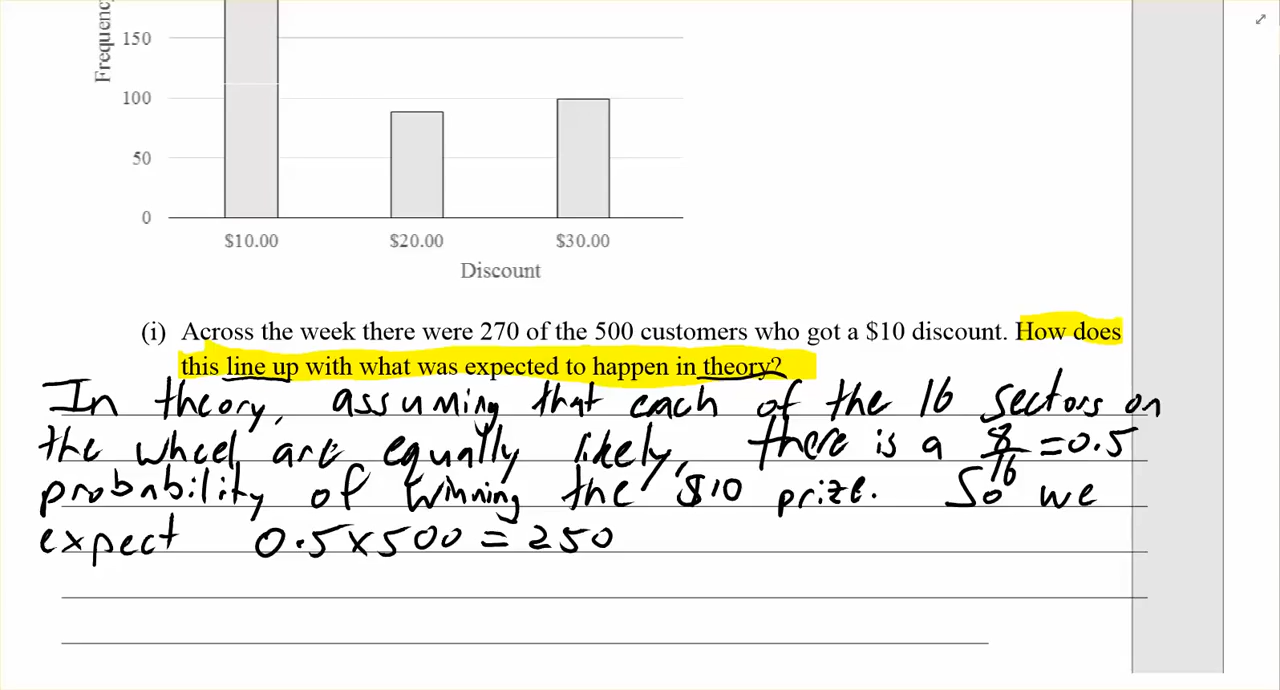 Frequency
150
100
50
0
$10.00 $20.00 $30.00
Discount
(i) Across the week there were 270 of the 500 customers who got a $10 discount. How does
this line up with what was expected to happen in theory?
In theory, assuming that each of the 16 sectors on
the wheel are equally likely, there is a 8/16 = 0.5
probability of winning the $10 prize. So we
expect 0.5 x 500 = 250